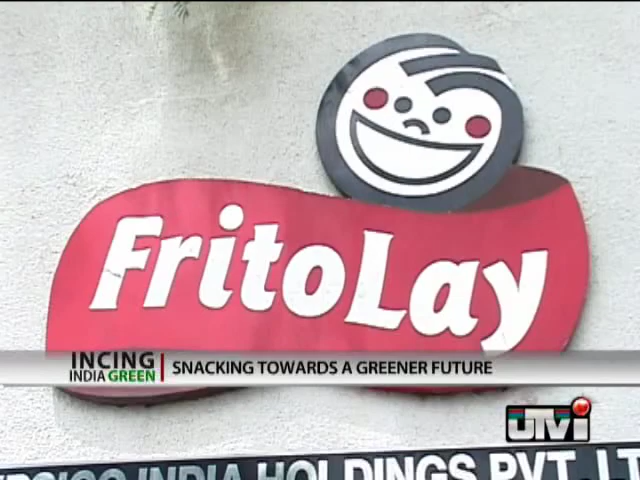 FritoLay
INCING
INDIA GREEN
SNACKING TOWARDS A GREENER FUTURE
UTVi
INDIA HOLDINGS PVT. LT